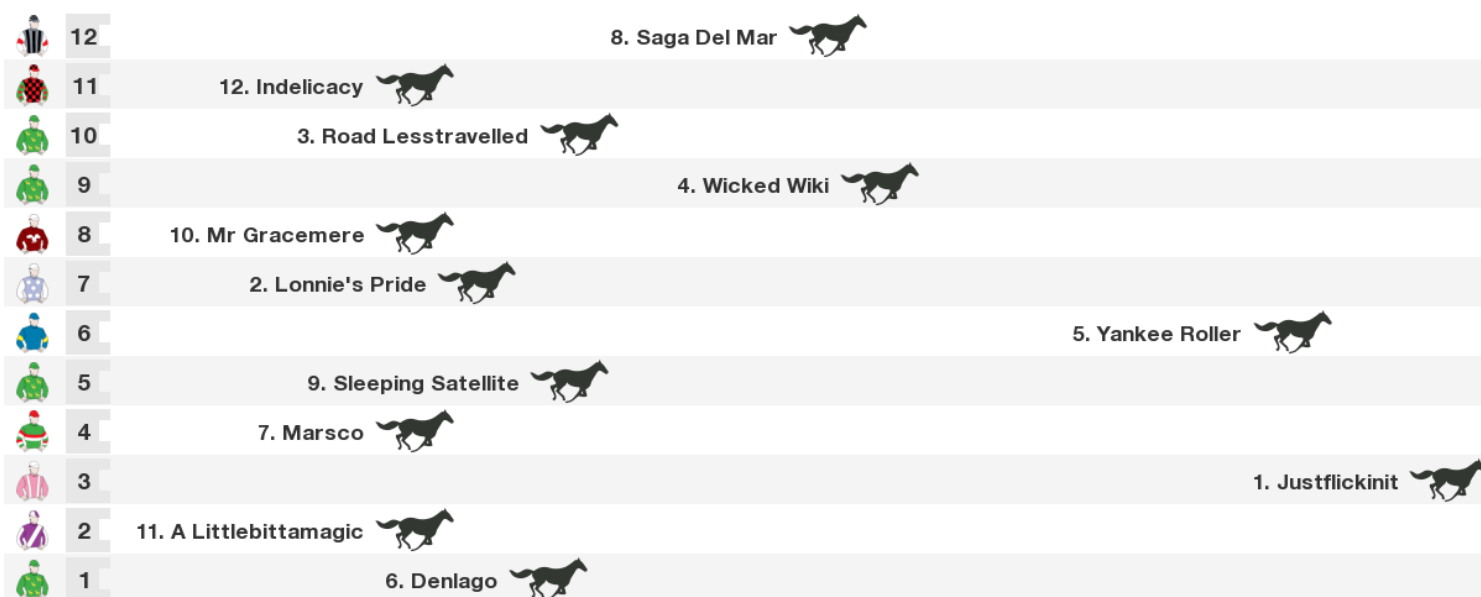 12 8. Saga Del Mar
11 12. Indelicacy
10 3. Road Lesstravelled
9 4. Wicked Wiki
8 10. Mr Gracemere
7 2. Lonnie's Pride
6 5. Yankee Roller
5 9. Sleeping Satellite
4 7. Marsco
3 1. Justflickinit
2 11. A Littlebittamagic
1 6. Denlago